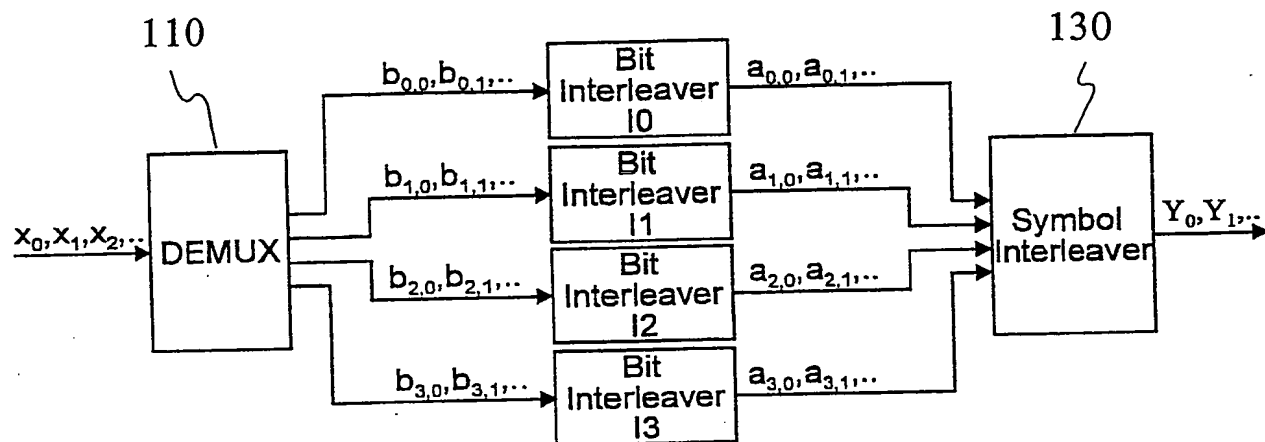 110
130
x₀,x₁,x₂,..
DEMUX
b₀,₀,b₀,₁,..
Bit
Interleaver
I0
a₀,₀,a₀,₁,..
b₁,₀,b₁,₁,..
Bit
Interleaver
I1
a₁,₀,a₁,₁,..
b₂,₀,b₂,₁,..
Bit
Interleaver
I2
a₂,₀,a₂,₁,..
b₃,₀,b₃,₁,..
Bit
Interleaver
I3
a₃,₀,a₃,₁,..
Symbol
Interleaver
Y₀,Y₁,..